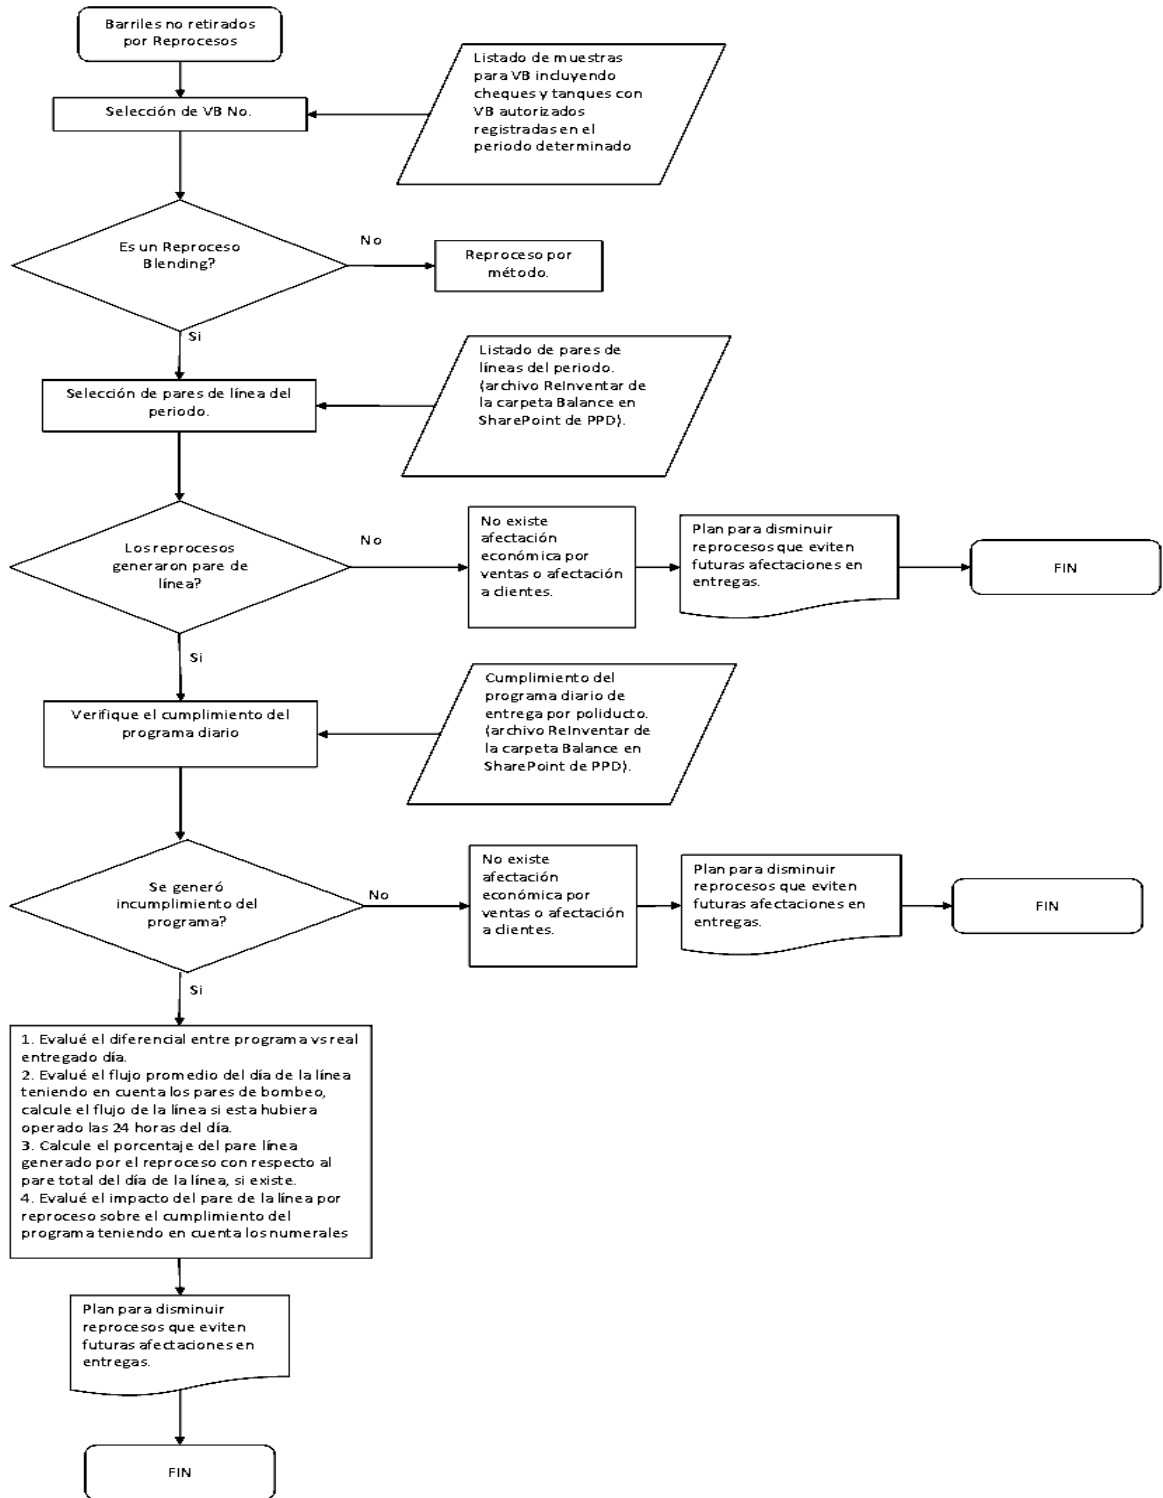 Barriles no retirados
por Reprocesos
Listado de muestras
para VB incluyendo
cheques y tanques con
VB autorizados
registradas en el
periodo determinado
Selección de VB No.
Es un Reproceso
Blending?
No
Reproceso por
método.
Si
Listado de pares de
líneas del periodo.
(archivo ReInventar de
la carpeta Balance en
SharePoint de PPD).
Selección de pares de línea del
periodo.
Los reprocesos
generaron pare de
línea?
No
No existe
afectación
económica por
ventas o afectación
a clientes.
Plan para disminuir
reprocesos que eviten
futuras afectaciones en
entregas.
FIN
Si
Cumplimiento del
programa diario de
entrega por poliducto.
(archivo ReInventar de
la carpeta Balance en
SharePoint de PPD).
Verifique el cumplimiento del
programa diario
Se generó
incumplimiento del
programa?
No
No existe
afectación
económica por
ventas o afectación
a clientes.
Plan para disminuir
reprocesos que eviten
futuras afectaciones en
entregas.
FIN
Si
1. Evalué el diferencial entre programa vs real
entregado día.
2. Evalué el flujo promedio del día de la línea
teniendo en cuenta los pares de bombeo,
calcule el flujo de la línea si esta hubiera
operado las 24 horas del día.
3. Calcule el porcentaje del pare línea
generado por el reproceso con respecto al
pare total del día de la línea, si existe.
4. Evalué el impacto del pare de la línea por
reproceso sobre el cumplimiento del
programa teniendo en cuenta los numerales
Plan para disminuir
reprocesos que eviten
futuras afectaciones en
entregas.
FIN